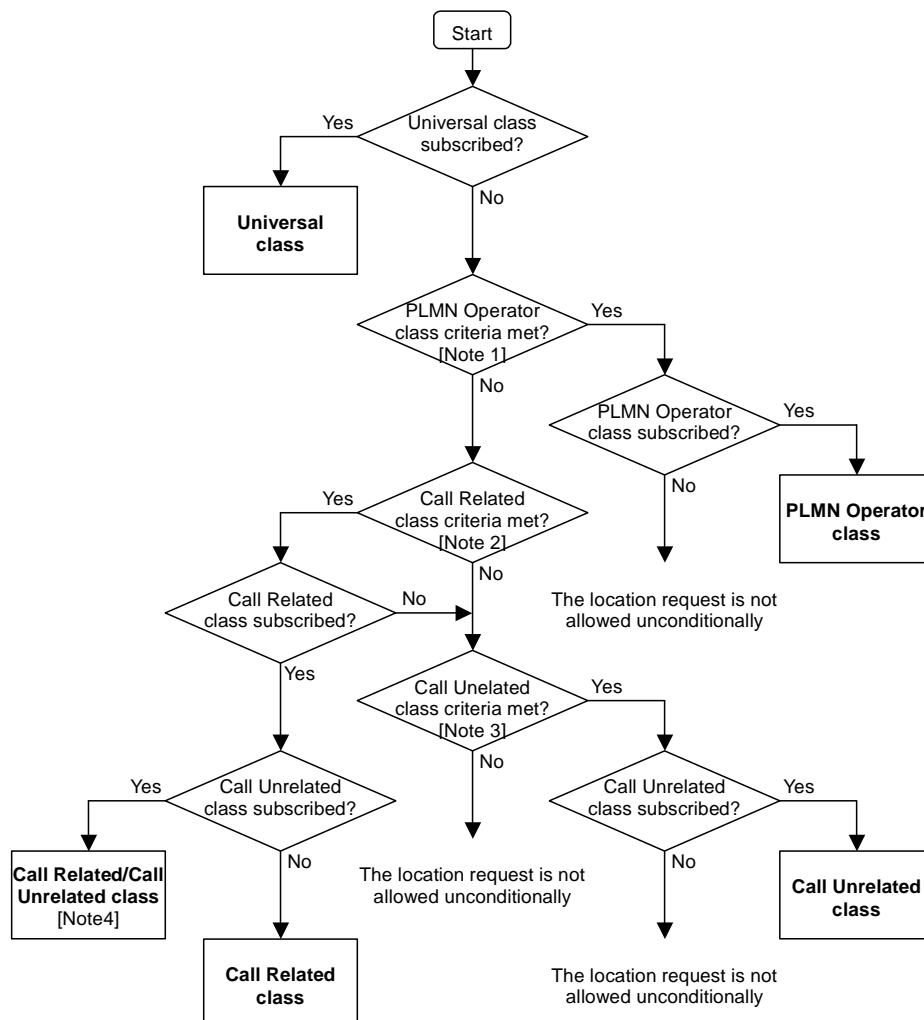 Start
Universal class
subscribed?
Yes
No
Universal
class
PLMN Operator
class criteria met?
[Note 1]
Yes
No
PLMN Operator
class subscribed?
Yes
No
PLMN Operator
class
Call Related
class criteria met?
[Note 2]
Yes
No
The location request is not
allowed unconditionally
Call Related
class subscribed?
No
Yes
Call Unelated
class criteria met?
[Note 3]
Yes
No
Call Unrelated
class subscribed?
Yes
No
Call Unrelated
class subscribed?
Yes
No
Call Related/Call
Unrelated class
[Note4]
The location request is not
allowed unconditionally
Call Unrelated
class
Call Related
class
The location request is not
allowed unconditionally